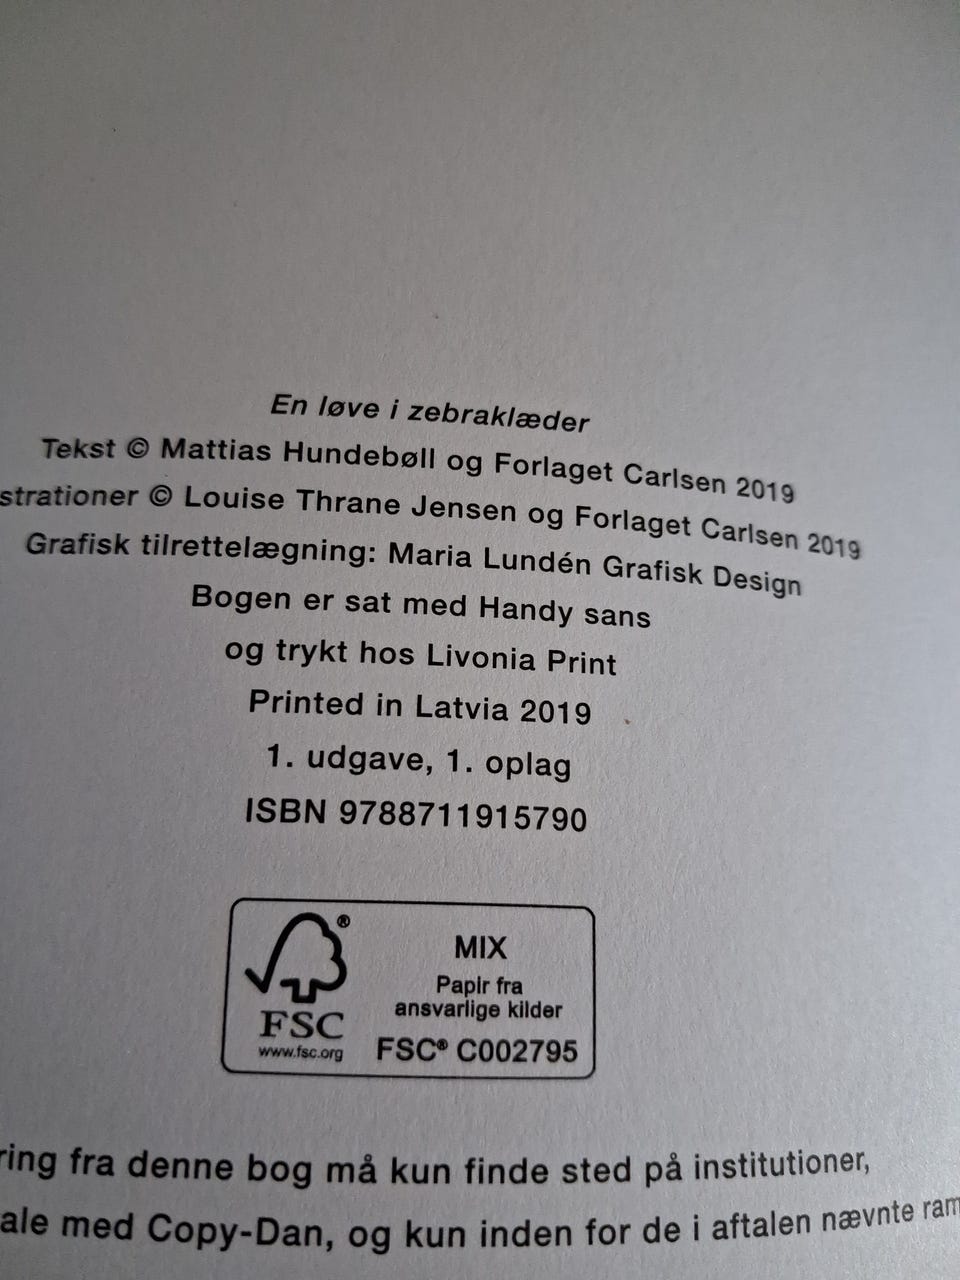 En løve i zebraklæder
Tekst © Mattias Hundebøll og Forlaget Carlsen 2019
strationer © Louise Thrane Jensen og Forlaget Carlsen 2019
Grafisk tilrettelægning: Maria Lundén Grafisk Design
Bogen er sat med Handy sans
og trykt hos Livonia Print
Printed in Latvia 2019
1. udgave, 1. oplag
ISBN 9788711915790
®
FSC
www.fsc.org
MIX
Papir fra
ansvarlige kilder
FSC® C002795
ring fra denne bog må kun finde sted på institutioner,
ale med Copy-Dan, og kun inden for de i aftalen nævnte ram